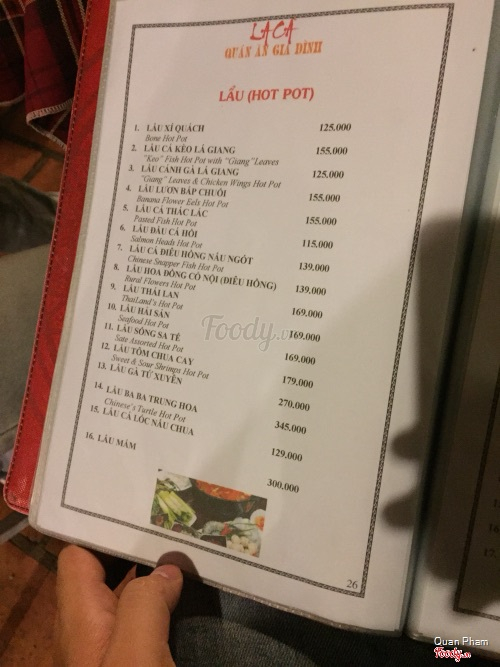 LA CÀ
QUÁN ĂN GIA ĐÌNH
LẨU (HOT POT)
1. LẨU XÍ QUÁCH 125.000
Bone Hot Pot
2. LẨU CÁ KÈO LÁ GIANG 155.000
"Keo" Fish Hot Pot with "Giang" Leaves
3. LẨU CÁNH GÀ LÁ GIANG 125.000
"Giang" Leaves & Chicken Wings Hot Pot
4. LẨU LƯƠN BẮP CHUỐI 155.000
Banana Flower Eels Hot Pot
5. LẨU CÁ THÁC LÁC 155.000
Pasted Fish Hot Pot
6. LẨU ĐẦU CÁ HỒI 115.000
Salmon Heads Hot Pot
7. LẨU CÁ ĐIÊU HỒNG NẤU NGÓT 139.000
Chinese Snapper Fish Hot Pot
8. LẨU HOA ĐỒNG CỎ NỘI (ĐIÊU HỒNG) 139.000
Rural Flowers Hot Pot
9. LẨU THÁI LAN 169.000
ThaiLand's Hot Pot
10. LẨU HẢI SẢN 169.000
Seafood Hot Pot
11. LẨU SÔNG SA TẾ 169.000
Sate Assorted Hot Pot
12. LẨU TÔM CHUA CAY 179.000
Sweet & Sour Shrimps Hot Pot
13. LẨU GÀ TỨ XUYÊN 270.000
14. LẨU BA BA TRUNG HOA 345.000
Chinese's Turtle Hot Pot
15. LẨU CÁ LÓC NẤU CHUA 129.000
16. LẨU MẮM 300.000
26
Foody.vn
Quan Pham
Foody.vn